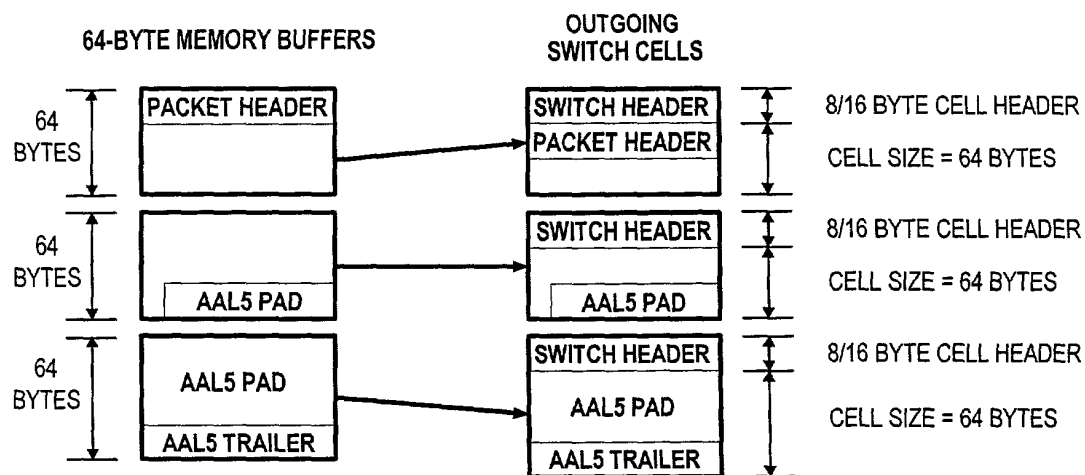 64-BYTE MEMORY BUFFERS
OUTGOING
SWITCH CELLS
64
BYTES
PACKET HEADER
SWITCH HEADER
PACKET HEADER
8/16 BYTE CELL HEADER
CELL SIZE = 64 BYTES
64
BYTES
AAL5 PAD
SWITCH HEADER
AAL5 PAD
8/16 BYTE CELL HEADER
CELL SIZE = 64 BYTES
64
BYTES
AAL5 PAD
AAL5 TRAILER
SWITCH HEADER
AAL5 PAD
AAL5 TRAILER
8/16 BYTE CELL HEADER
CELL SIZE = 64 BYTES